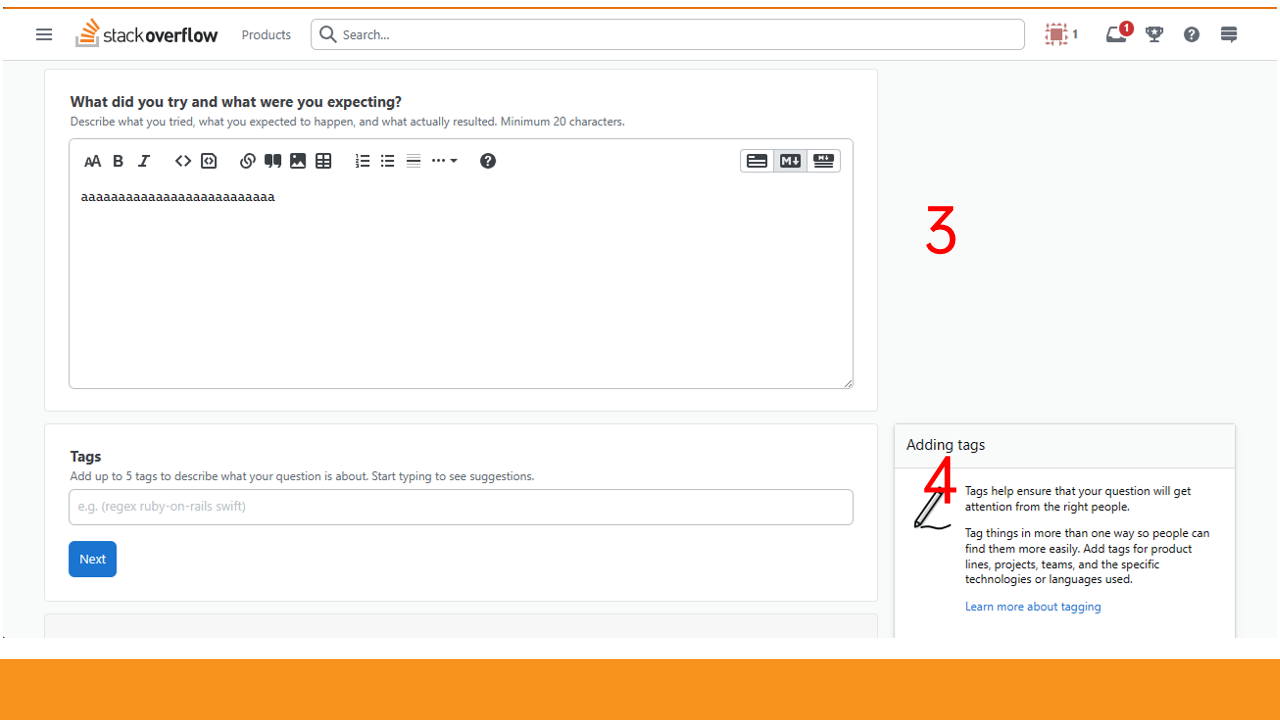 stackoverflow Products Search... 1 1
What did you try and what were you expecting?
Describe what you tried, what you expected to happen, and what actually resulted. Minimum 20 characters.
AA B I M↓ M↓
aaaaaaaaaaaaaaaaaaaaaaaaaa
3
Tags
Add up to 5 tags to describe what your question is about. Start typing to see suggestions.
e.g. (regex ruby-on-rails swift)
Next
Adding tags
4
Tags help ensure that your question will get
attention from the right people.
Tag things in more than one way so people can
find them more easily. Add tags for product
lines, projects, teams, and the specific
technologies or languages used.
Learn more about tagging